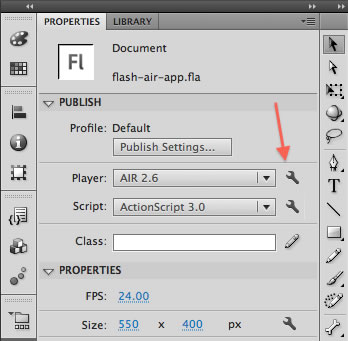 PROPERTIES LIBRARY
Fl
Document
flash-air-app.fla
PUBLISH
Profile: Default
Publish Settings...
Player: AIR 2.6
Script: ActionScript 3.0
Class:
PROPERTIES
FPS: 24.00
Size: 550 x 400 px
T